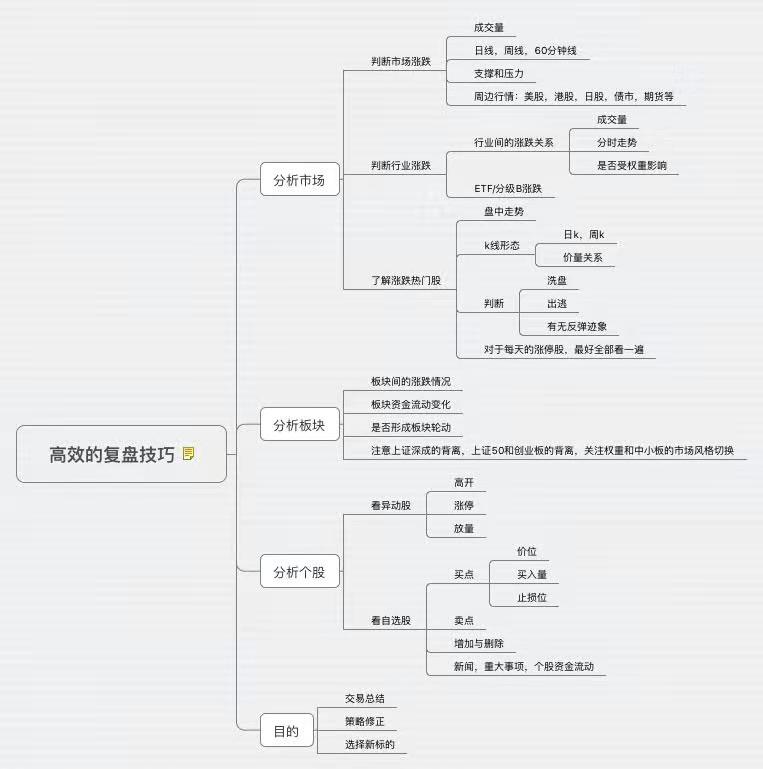 高效的复盘技巧
分析市场
判断市场涨跌
成交量
日线，周线，60分钟线
支撑和压力
周边行情：美股，港股，日股，债市，期货等
判断行业涨跌
行业间的涨跌关系
成交量
分时走势
是否受权重影响
ETF/分级B涨跌
了解涨跌热门股
盘中走势
k线形态
日k，周k
价量关系
判断
洗盘
出逃
有无反弹迹象
对于每天的涨停股，最好全部看一遍
分析板块
板块间的涨跌情况
板块资金流动变化
是否形成板块轮动
注意上证深成的背离，上证50和创业板的背离，关注权重和中小板的市场风格切换
分析个股
看异动股
高开
涨停
放量
看自选股
买点
价位
买入量
止损位
卖点
增加与删除
新闻，重大事项，个股资金流动
目的
交易总结
策略修正
选择新标的